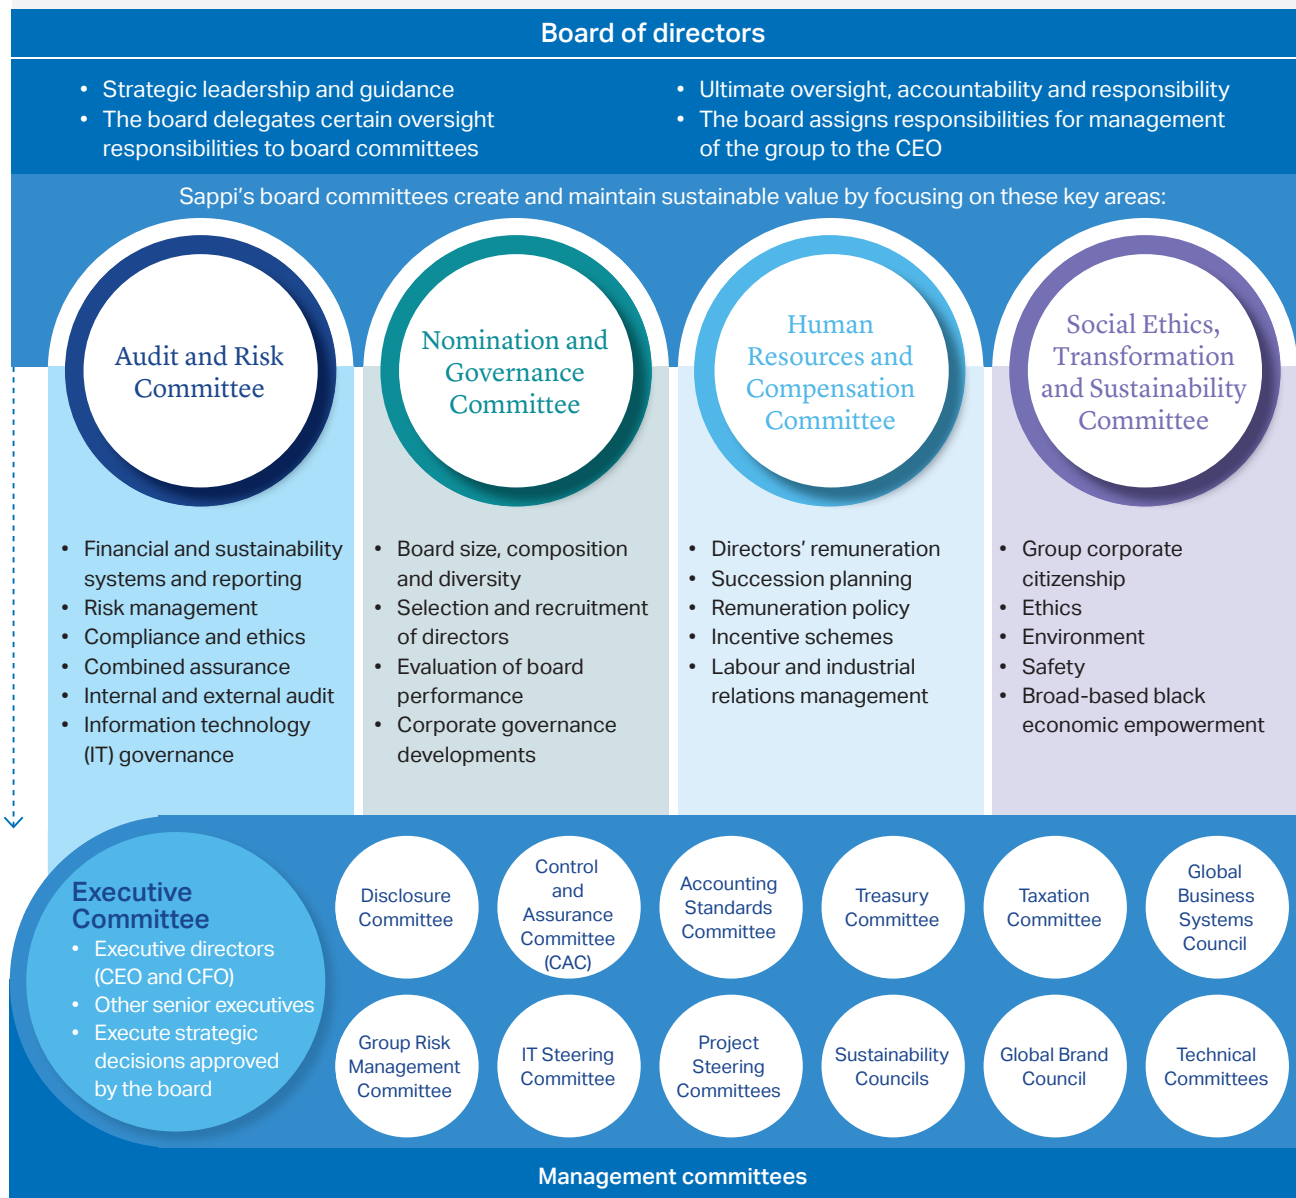 Board of directors
• Strategic leadership and guidance
• The board delegates certain oversight
responsibilities to board committees
• Ultimate oversight, accountability and responsibility
• The board assigns responsibilities for management
of the group to the CEO
Sappi’s board committees create and maintain sustainable value by focusing on these key areas:
Audit and Risk
Committee
• Financial and sustainability
systems and reporting
• Risk management
• Compliance and ethics
• Combined assurance
• Internal and external audit
• Information technology
(IT) governance
Nomination and
Governance
Committee
• Board size, composition
and diversity
• Selection and recruitment
of directors
• Evaluation of board
performance
• Corporate governance
developments
Human
Resources and
Compensation
Committee
• Directors’ remuneration
• Succession planning
• Remuneration policy
• Incentive schemes
• Labour and industrial
relations management
Social Ethics,
Transformation
and Sustainability
Committee
• Group corporate
citizenship
• Ethics
• Environment
• Safety
• Broad-based black
economic empowerment
Executive
Committee
• Executive directors
(CEO and CFO)
• Other senior executives
• Execute strategic
decisions approved
by the board
Disclosure
Committee
Control
and
Assurance
Committee
(CAC)
Accounting
Standards
Committee
Treasury
Committee
Taxation
Committee
Global
Business
Systems
Council
Group Risk
Management
Committee
IT Steering
Committee
Project
Steering
Committees
Sustainability
Councils
Global Brand
Council
Technical
Committees
Management committees